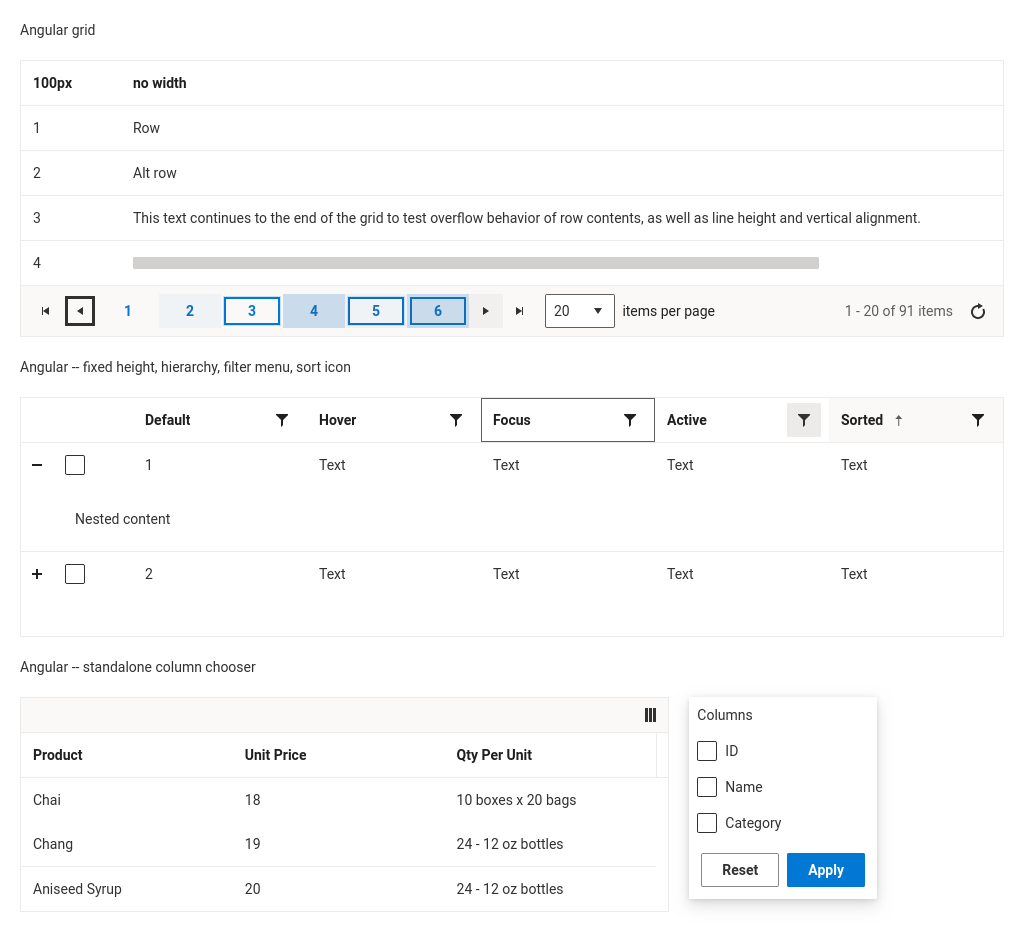 Angular grid
100px no width
1 Row
2 Alt row
3 This text continues to the end of the grid to test overflow behavior of row contents, as well as line height and vertical alignment.
4
1 2 3 4 5 6 20 items per page 1 - 20 of 91 items
Angular -- fixed height, hierarchy, filter menu, sort icon
Default Hover Focus Active Sorted
1 Text Text Text Text
Nested content
2 Text Text Text Text
Angular -- standalone column chooser
Product Unit Price Qty Per Unit
Chai 18 10 boxes x 20 bags
Chang 19 24 - 12 oz bottles
Aniseed Syrup 20 24 - 12 oz bottles
Columns
ID
Name
Category
Reset Apply